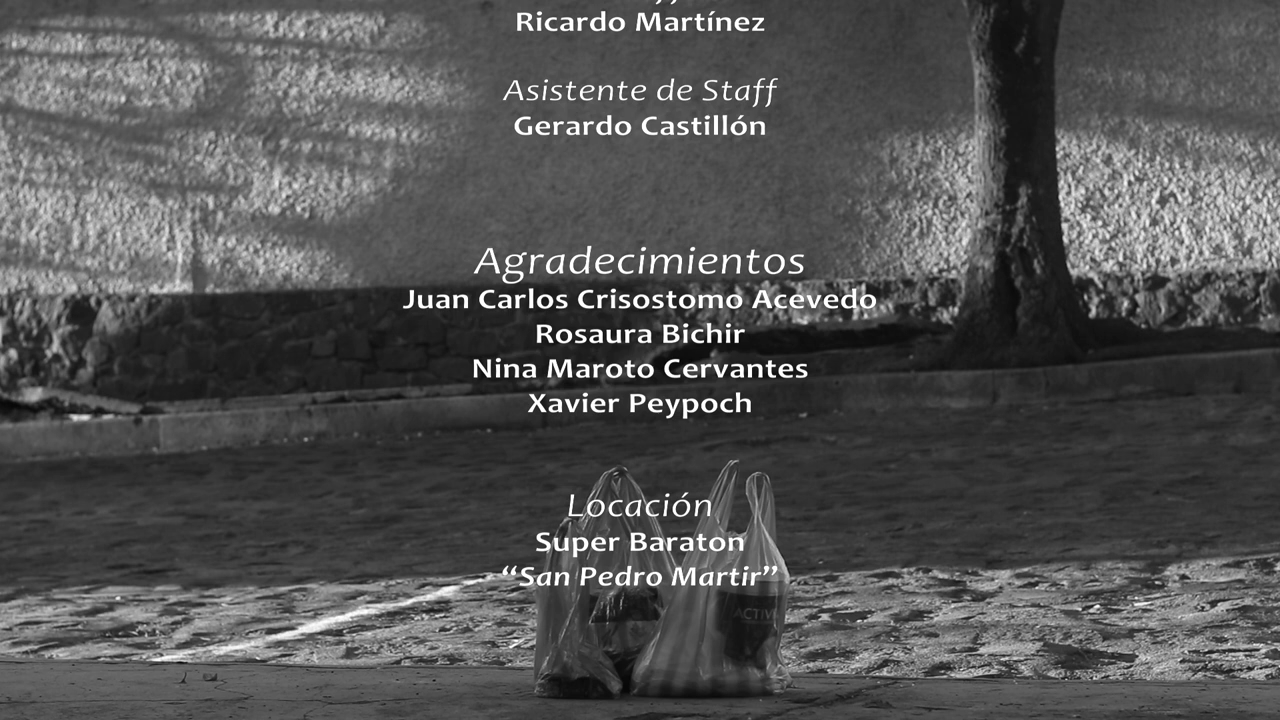 Ricardo Martínez
Asistente de Staff
Gerardo Castillón
Agradecimientos
Juan Carlos Crisostomo Acevedo
Rosaura Bichir
Nina Maroto Cervantes
Xavier Peypoch
Locación
Super Baraton
“San Pedro Martir”